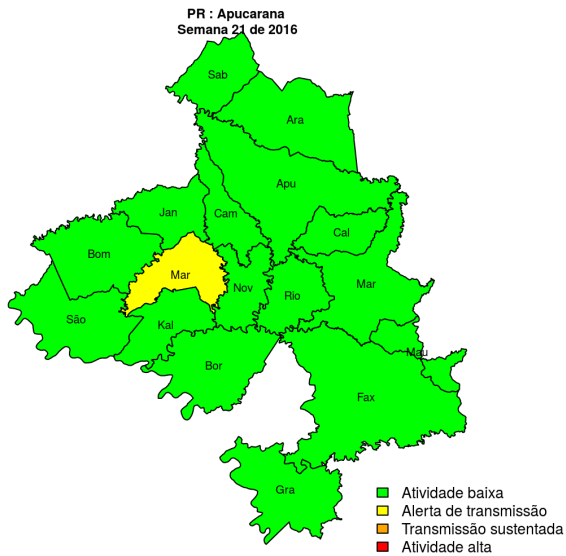 PR : Apucarana
Semana 21 de 2016
Sab
Ara
Apu
Jan
Cam
Cal
Bom
Mar
Nov
Rio
Mar
São
Kal
Mau
Bor
Fax
Gra
Atividade baixa
Alerta de transmissão
Transmissão sustentada
Atividade alta